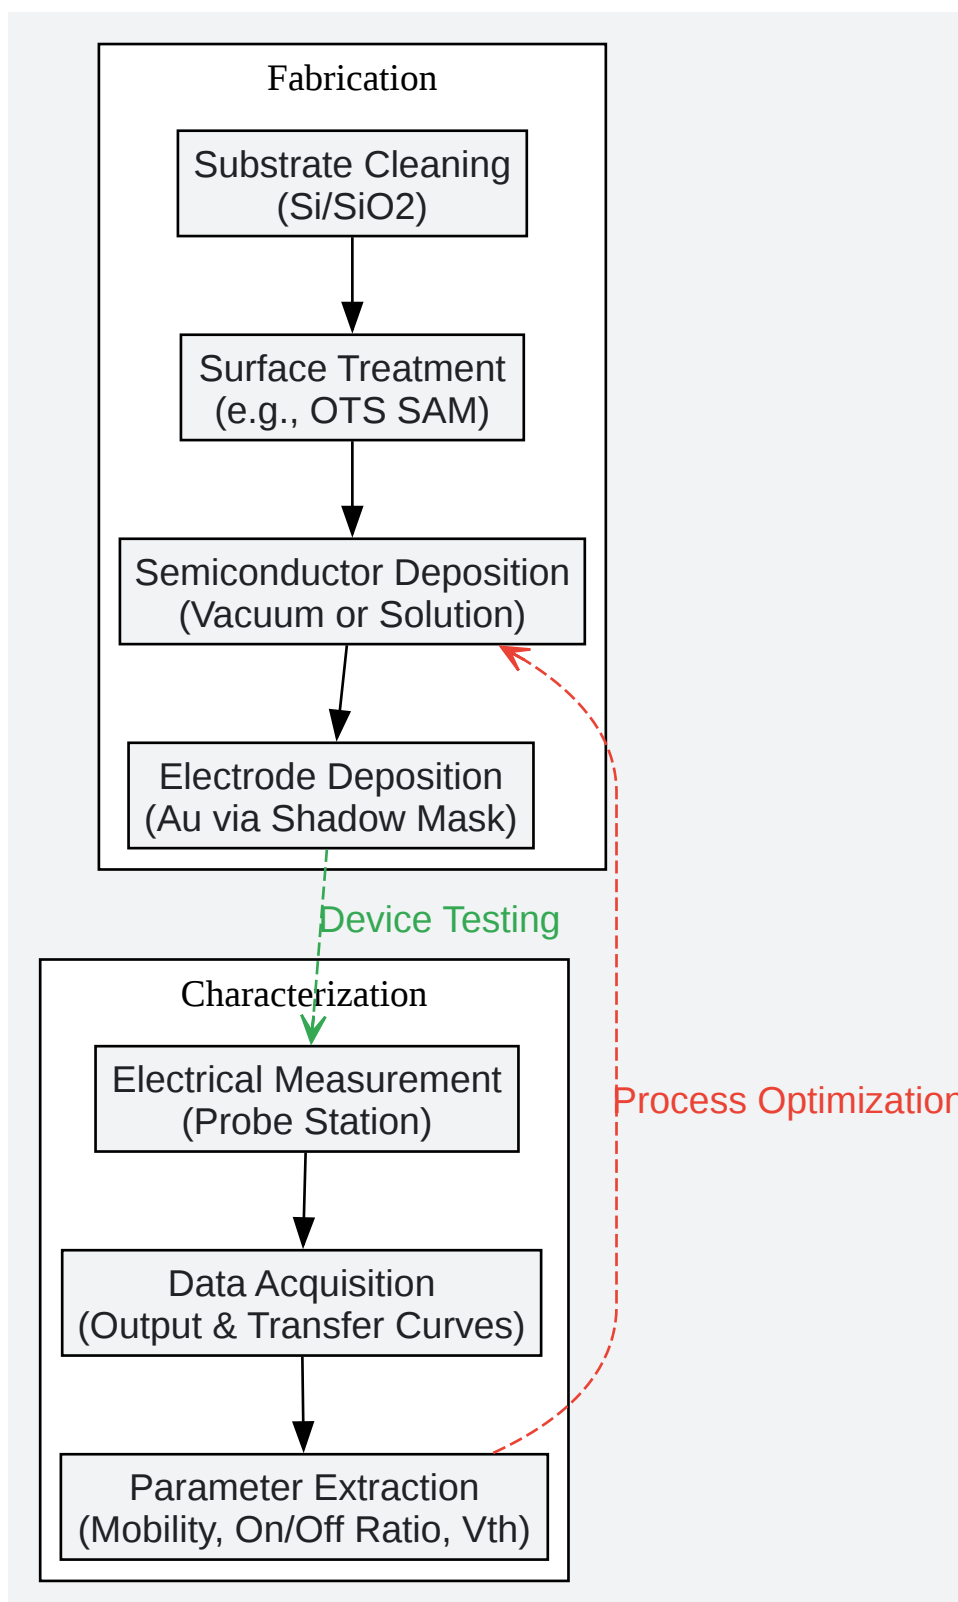 Fabrication
Substrate Cleaning
(Si/SiO2)
Surface Treatment
(e.g., OTS SAM)
Semiconductor Deposition
(Vacuum or Solution)
Electrode Deposition
(Au via Shadow Mask)
Device Testing
Characterization
Electrical Measurement
(Probe Station)
Process Optimization
Data Acquisition
(Output & Transfer Curves)
Parameter Extraction
(Mobility, On/Off Ratio, Vth)